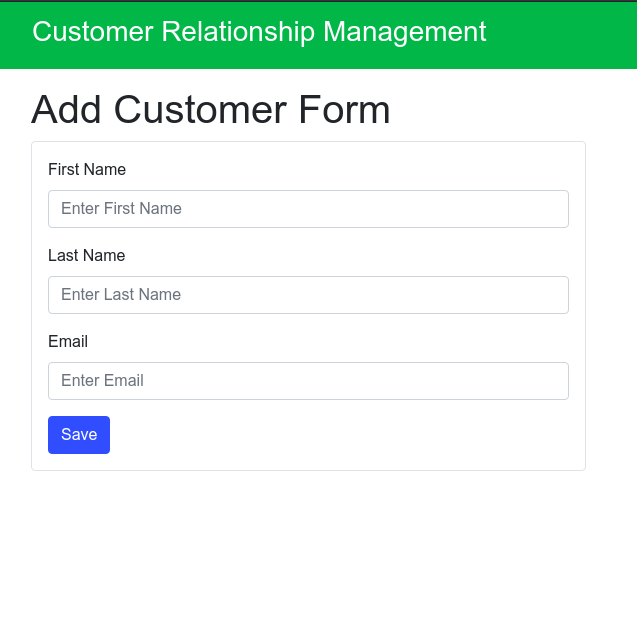 Customer Relationship Management
Add Customer Form
First Name
Enter First Name
Last Name
Enter Last Name
Email
Enter Email
Save